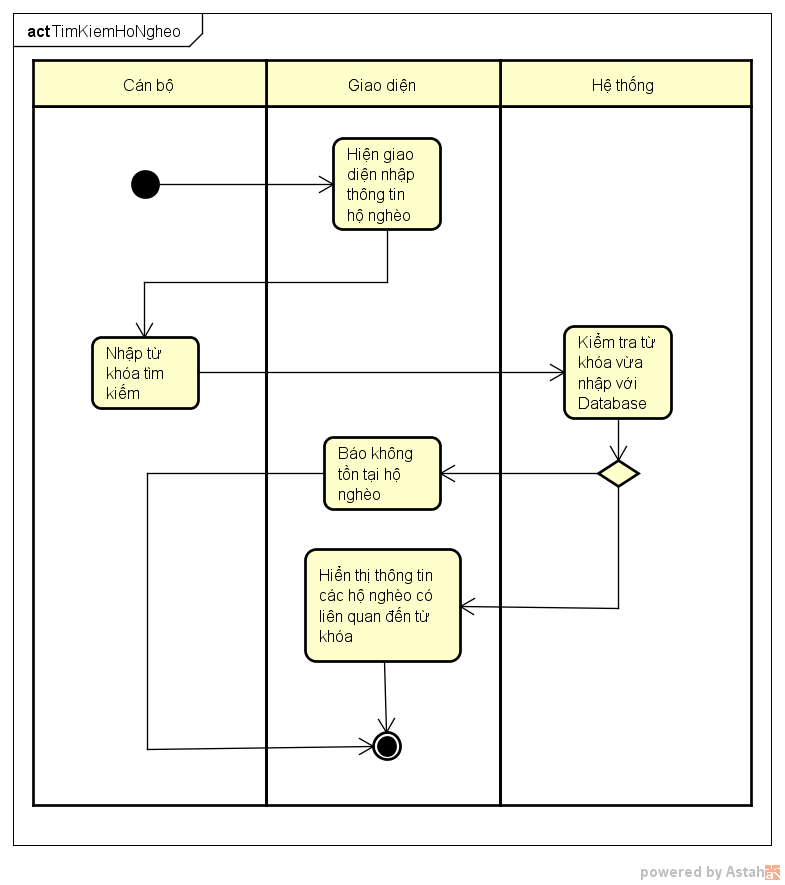 act TimKiemHoNgheo
Cán bộ
Giao diện
Hệ thống
Hiện giao
diện nhập
thông tin
hộ nghèo
Nhập từ
khóa tìm
kiếm
Kiểm tra từ
khóa vừa
nhập với
Database
Báo không
tồn tại hộ
nghèo
Hiển thị thông tin
các hộ nghèo có
liên quan đến từ
khóa
powered by Astah